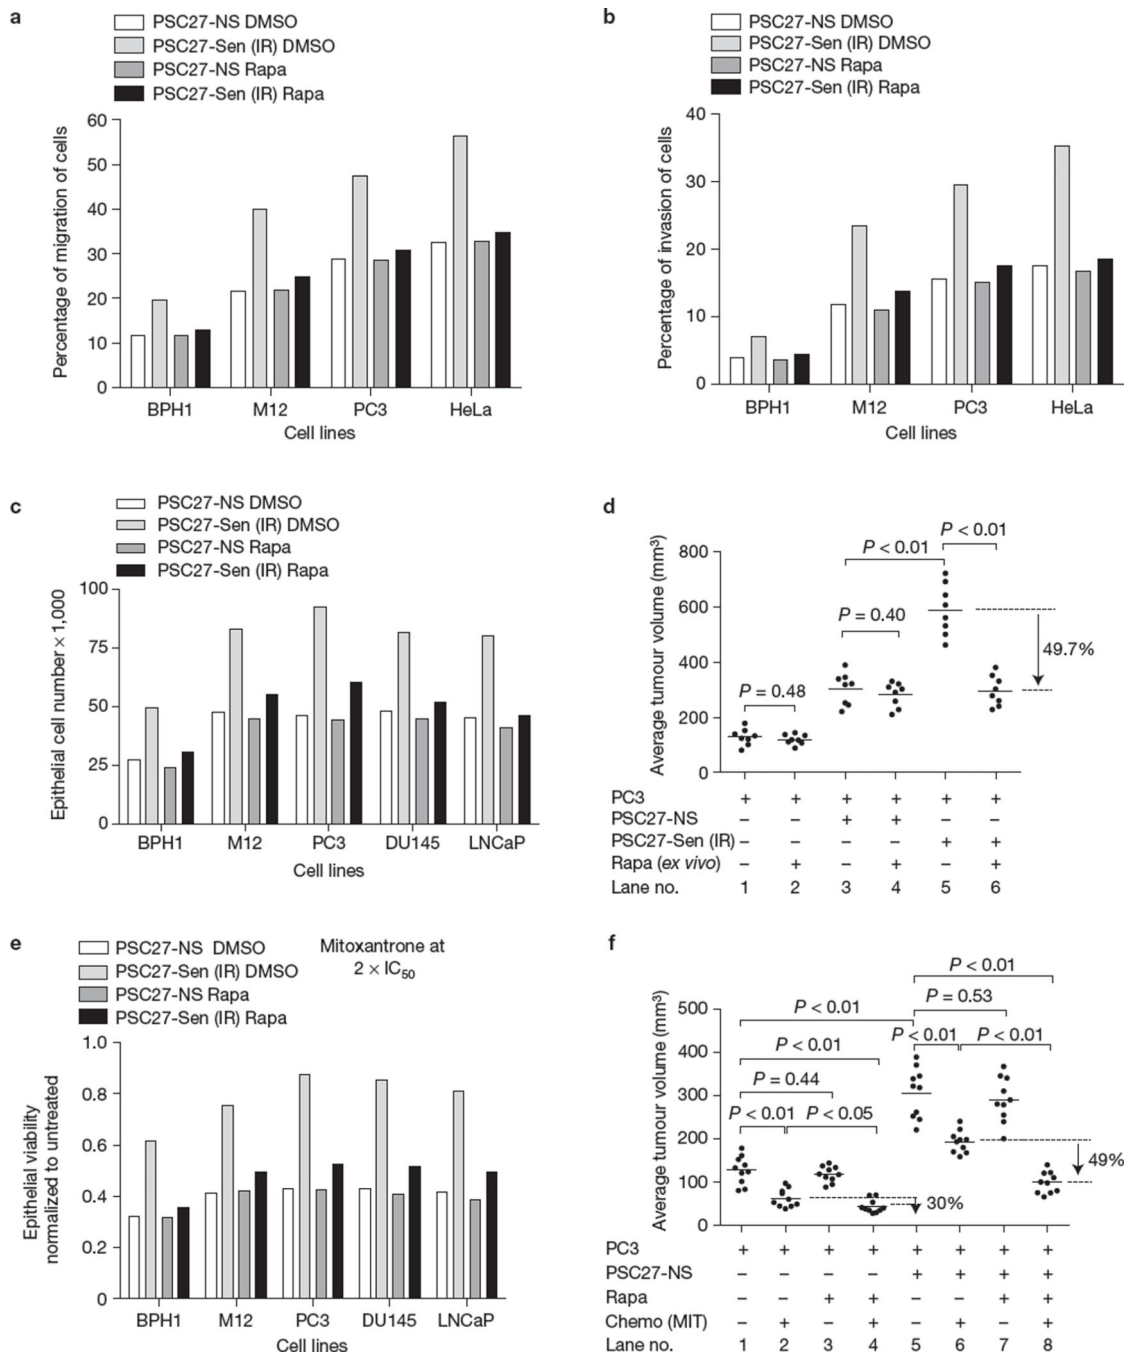 a
PSC27-NS DMSO
PSC27-Sen (IR) DMSO
PSC27-NS Rapa
PSC27-Sen (IR) Rapa
Percentage of migration of cells
60
50
40
30
20
10
0
BPH1 M12 PC3 HeLa
Cell lines
b
PSC27-NS DMSO
PSC27-Sen (IR) DMSO
PSC27-NS Rapa
PSC27-Sen (IR) Rapa
Percentage of invasion of cells
40
30
20
10
0
BPH1 M12 PC3 HeLa
Cell lines
c
PSC27-NS DMSO
PSC27-Sen (IR) DMSO
PSC27-NS Rapa
PSC27-Sen (IR) Rapa
Epithelial cell number × 1,000
100
75
50
25
0
BPH1 M12 PC3 DU145 LNCaP
Cell lines
d
Average tumour volume (mm³)
800
600
400
200
0
P < 0.01
P < 0.01
P = 0.40
P = 0.48
49.7%
PC3 + + + + + +
PSC27-NS – – + + – –
PSC27-Sen (IR) – – – – + +
Rapa (ex vivo) – + – + – +
Lane no. 1 2 3 4 5 6
e
PSC27-NS DMSO
PSC27-Sen (IR) DMSO
PSC27-NS Rapa
PSC27-Sen (IR) Rapa
Mitoxantrone at
2 × IC₅₀
Epithelial viability
normalized to untreated
1.0
0.8
0.6
0.4
0.2
0
BPH1 M12 PC3 DU145 LNCaP
Cell lines
f
Average tumour volume (mm³)
500
400
300
200
100
0
P < 0.01
P = 0.53
P < 0.01
P < 0.01 P < 0.01
P < 0.01
P = 0.44
P < 0.01 P < 0.05
30%
49%
PC3 + + + + + + + +
PSC27-NS – – – – + + + +
Rapa – – + + – – + +
Chemo (MIT) – + – + – + – +
Lane no. 1 2 3 4 5 6 7 8